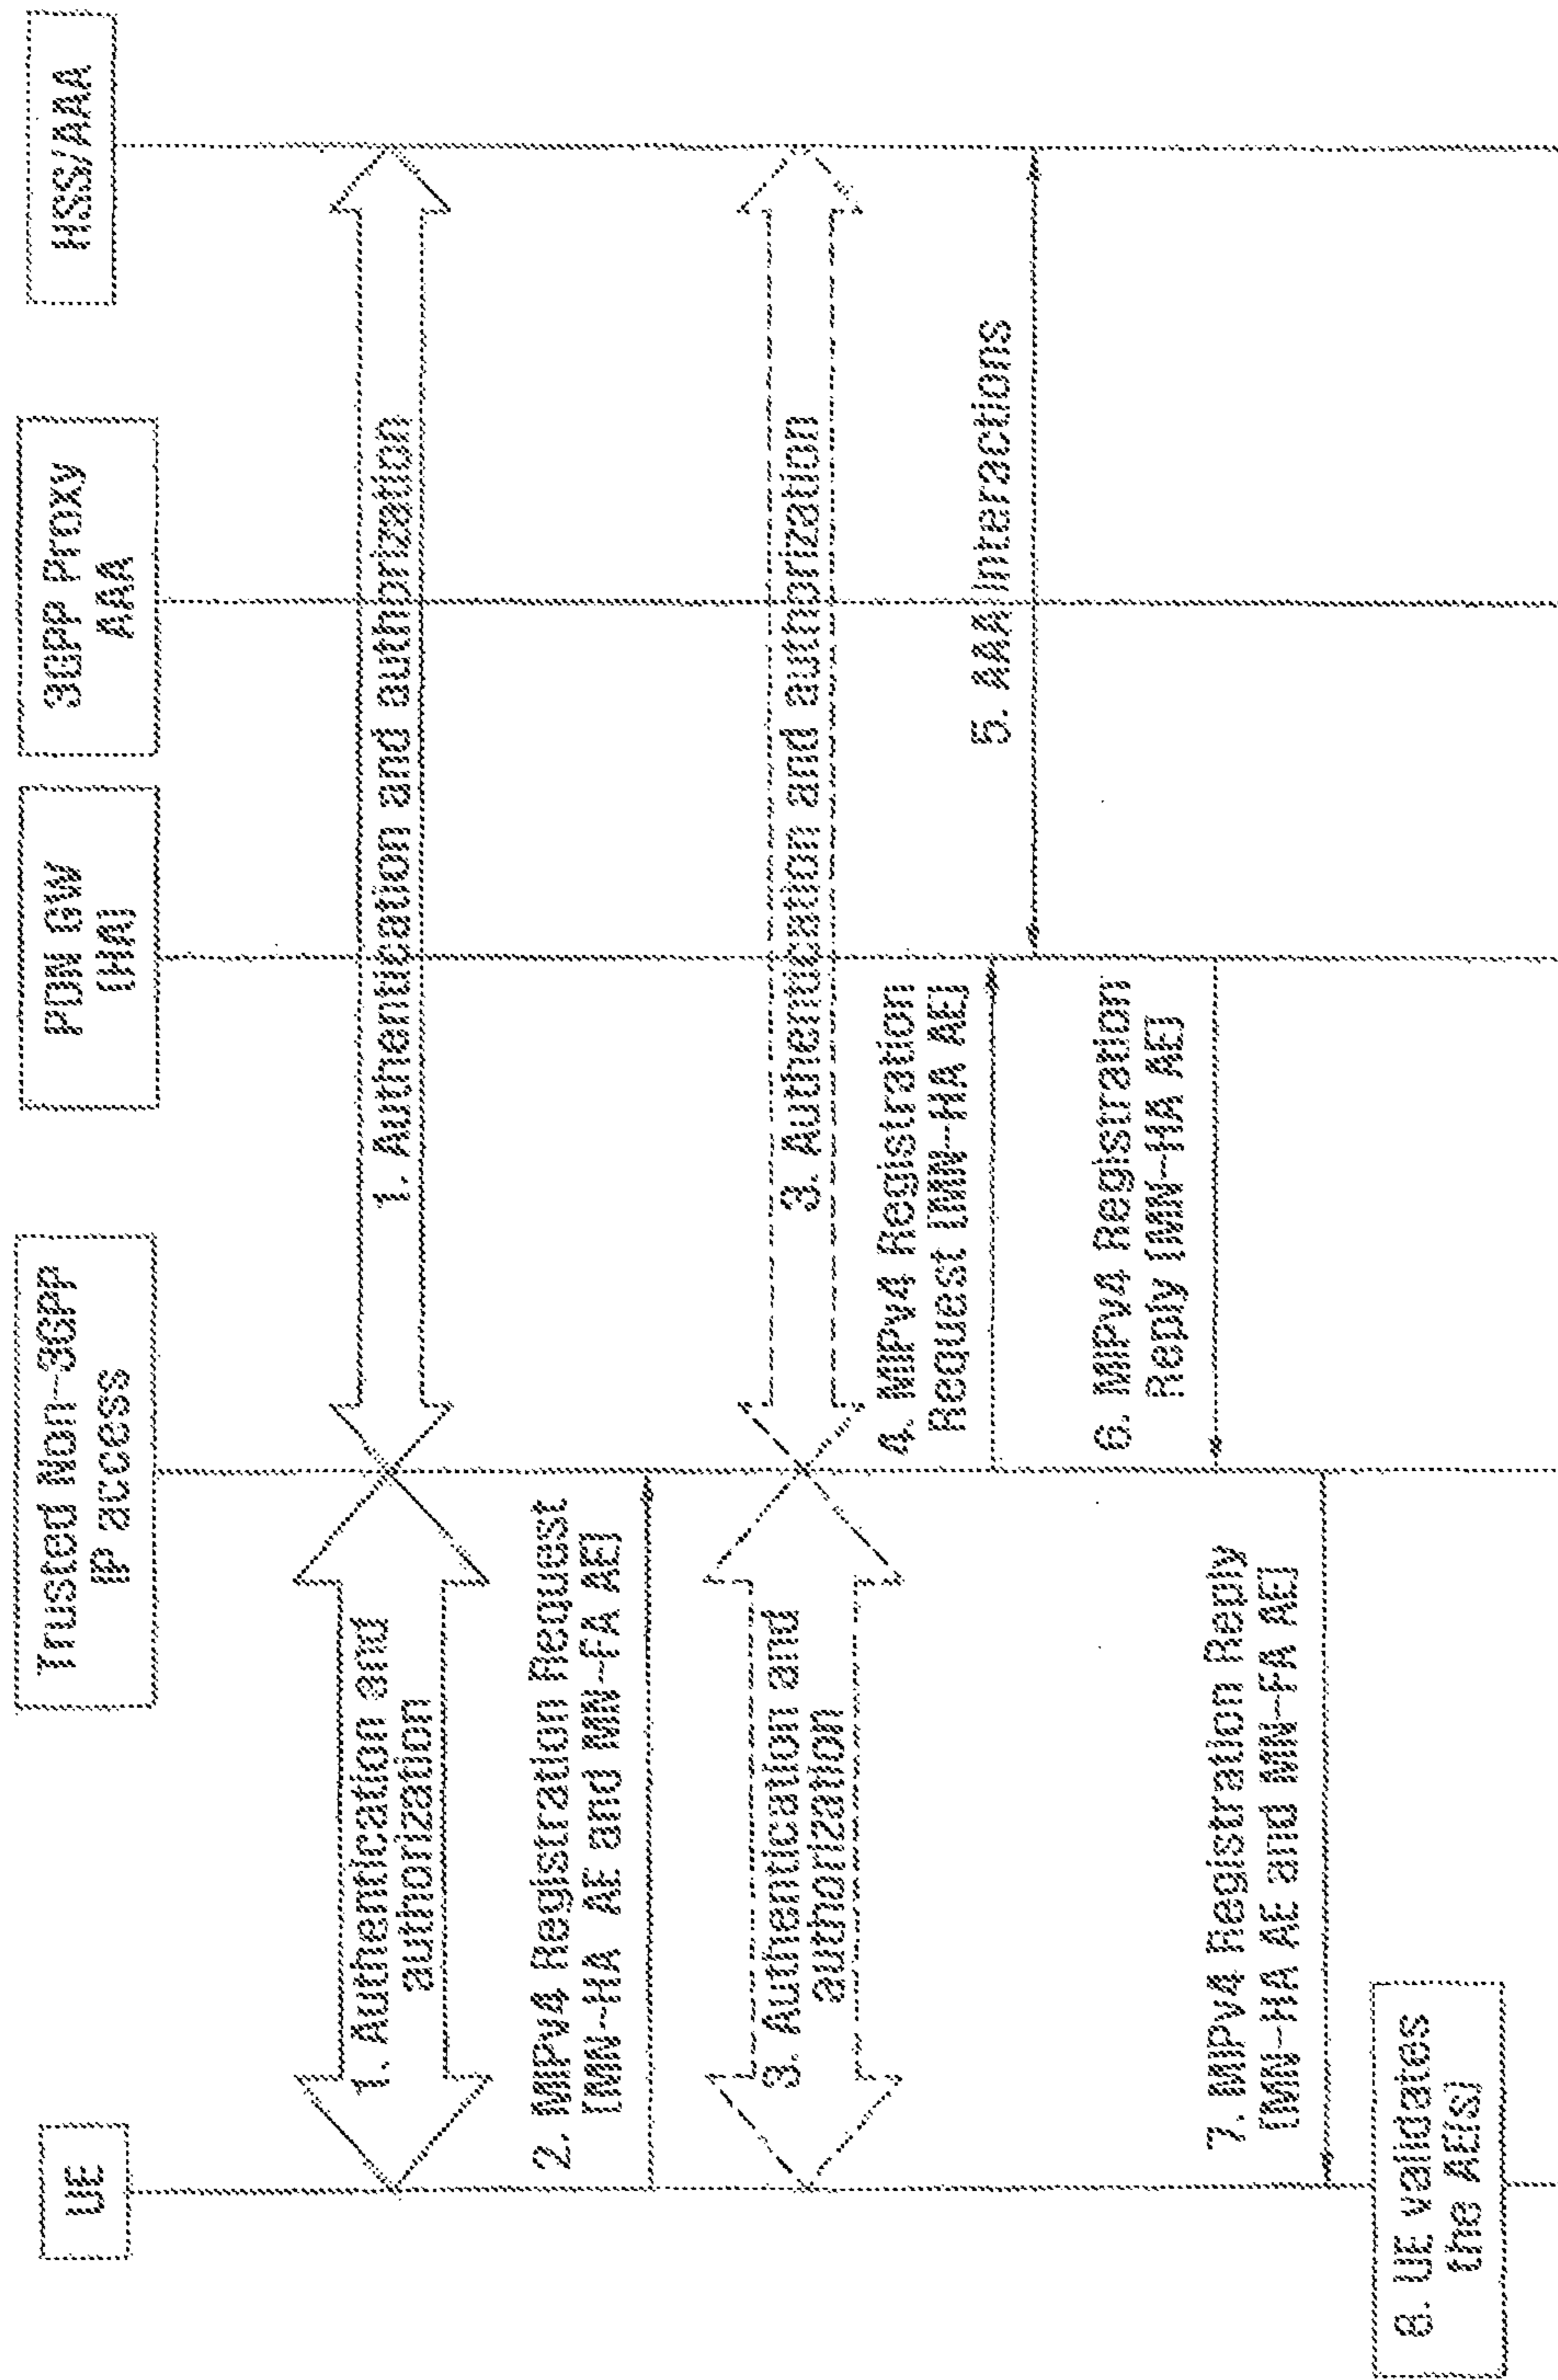 UE
Trusted Non-3GPP
IP access
PDN GW
(HA)
3GPP Proxy
AAA
HSS/AAA
1. Authentication and
authorization
1. Authentication and authorization
2. MIPv4 Registration Request
[MN-HA AE and MN-FA AE]
3. Authentication and
authorization
3. Authentication and authorization
4. MIPv4 Registration
Request [MN-HA AE]
5. AAA Interactions
6. MIPv4 Registration
Reply [MN-HA AE]
7. MIPv4 Registration Reply
[MN-HA AE and MN-FA AE]
8. UE validates
the AE(s)